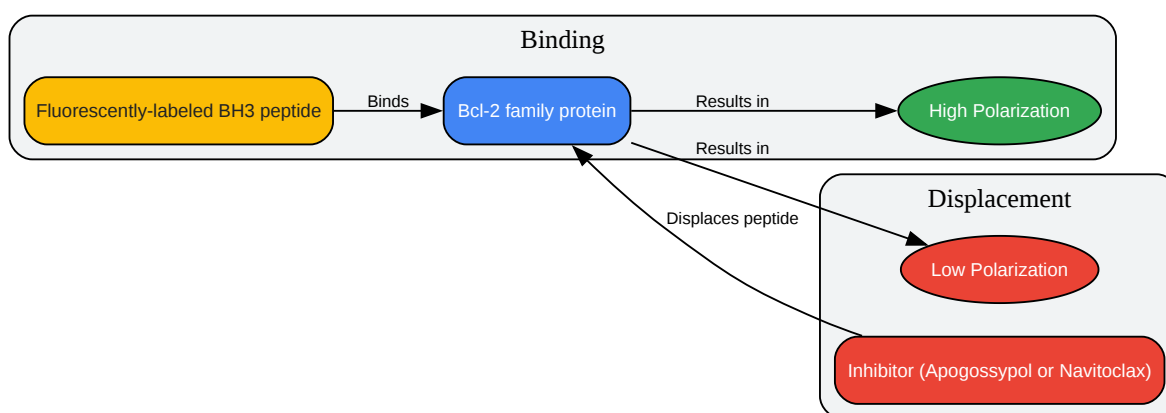 Binding
Fluorescently-labeled BH3 peptide
Binds
Bcl-2 family protein
Results in
High Polarization
Results in
Displacement
Displaces peptide
Low Polarization
Inhibitor (Apogossypol or Navitoclax)